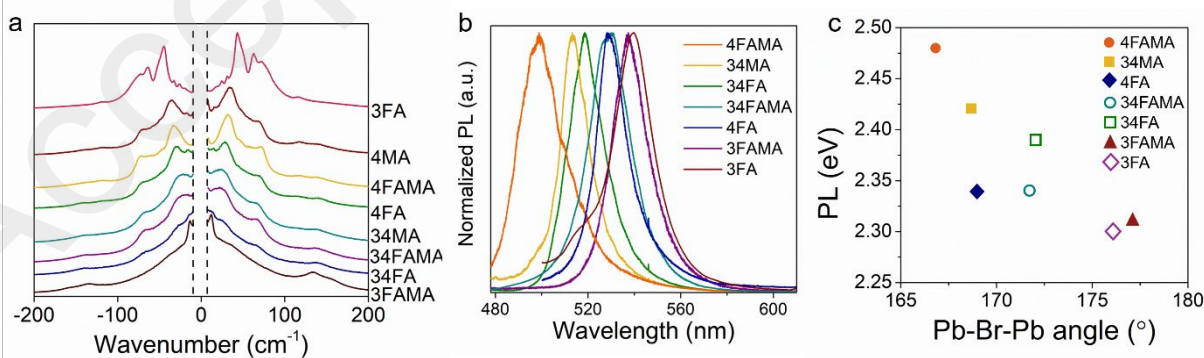 a
3FA
4MA
4FAMA
4FA
34MA
34FAMA
34FA
3FAMA
-200 -100 0 100 200
Wavenumber (cm⁻¹)
b
Normalized PL (a.u.)
4FAMA
34MA
34FA
34FAMA
4FA
3FAMA
3FA
480 520 560 600
Wavelength (nm)
c
PL (eV)
2.50
2.45
2.40
2.35
2.30
2.25
4FAMA
34MA
4FA
34FAMA
34FA
3FAMA
3FA
165 170 175 180
Pb-Br-Pb angle (°)